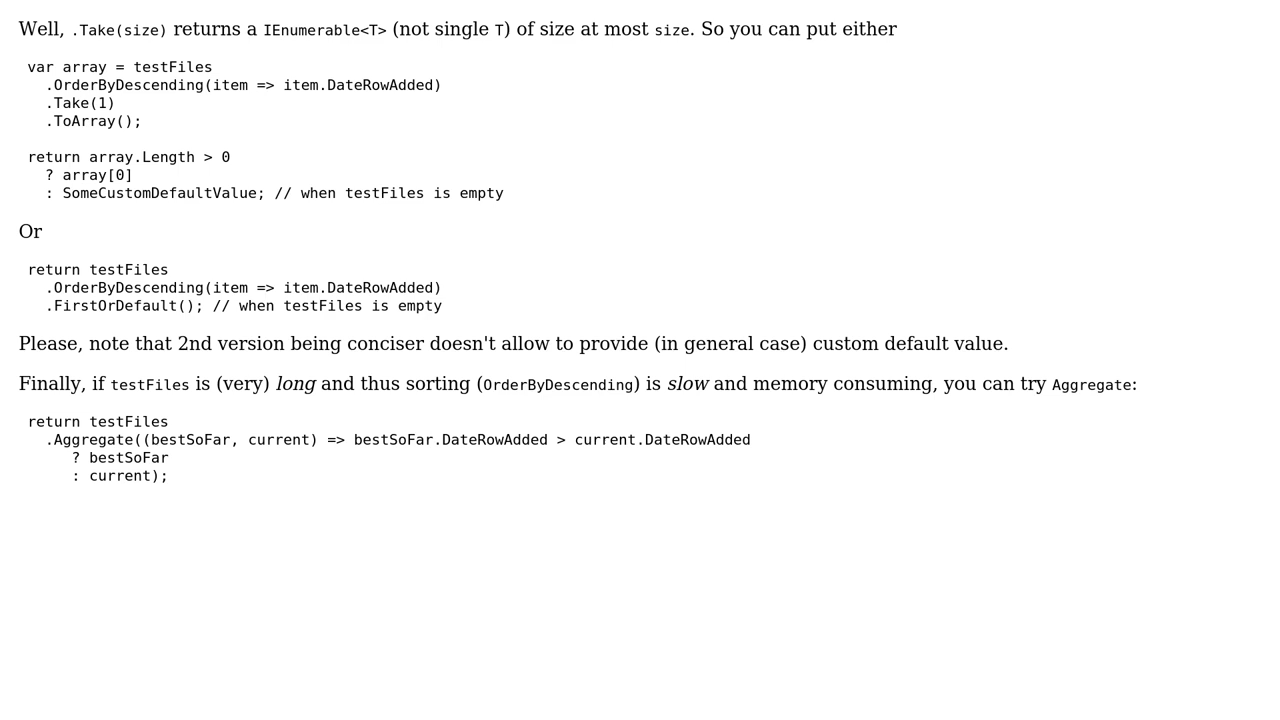 Well, .Take(size) returns a IEnumerable<T> (not single T) of size at most size. So you can put either
var array = testFiles
  .OrderByDescending(item => item.DateRowAdded)
  .Take(1)
  .ToArray();
return array.Length > 0
  ? array[0]
  : SomeCustomDefaultValue; // when testFiles is empty
Or
return testFiles
  .OrderByDescending(item => item.DateRowAdded)
  .FirstOrDefault(); // when testFiles is empty
Please, note that 2nd version being conciser doesn't allow to provide (in general case) custom default value.
Finally, if testFiles is (very) long and thus sorting (OrderByDescending) is slow and memory consuming, you can try Aggregate:
return testFiles
  .Aggregate((bestSoFar, current) => bestSoFar.DateRowAdded > current.DateRowAdded
     ? bestSoFar
     : current);